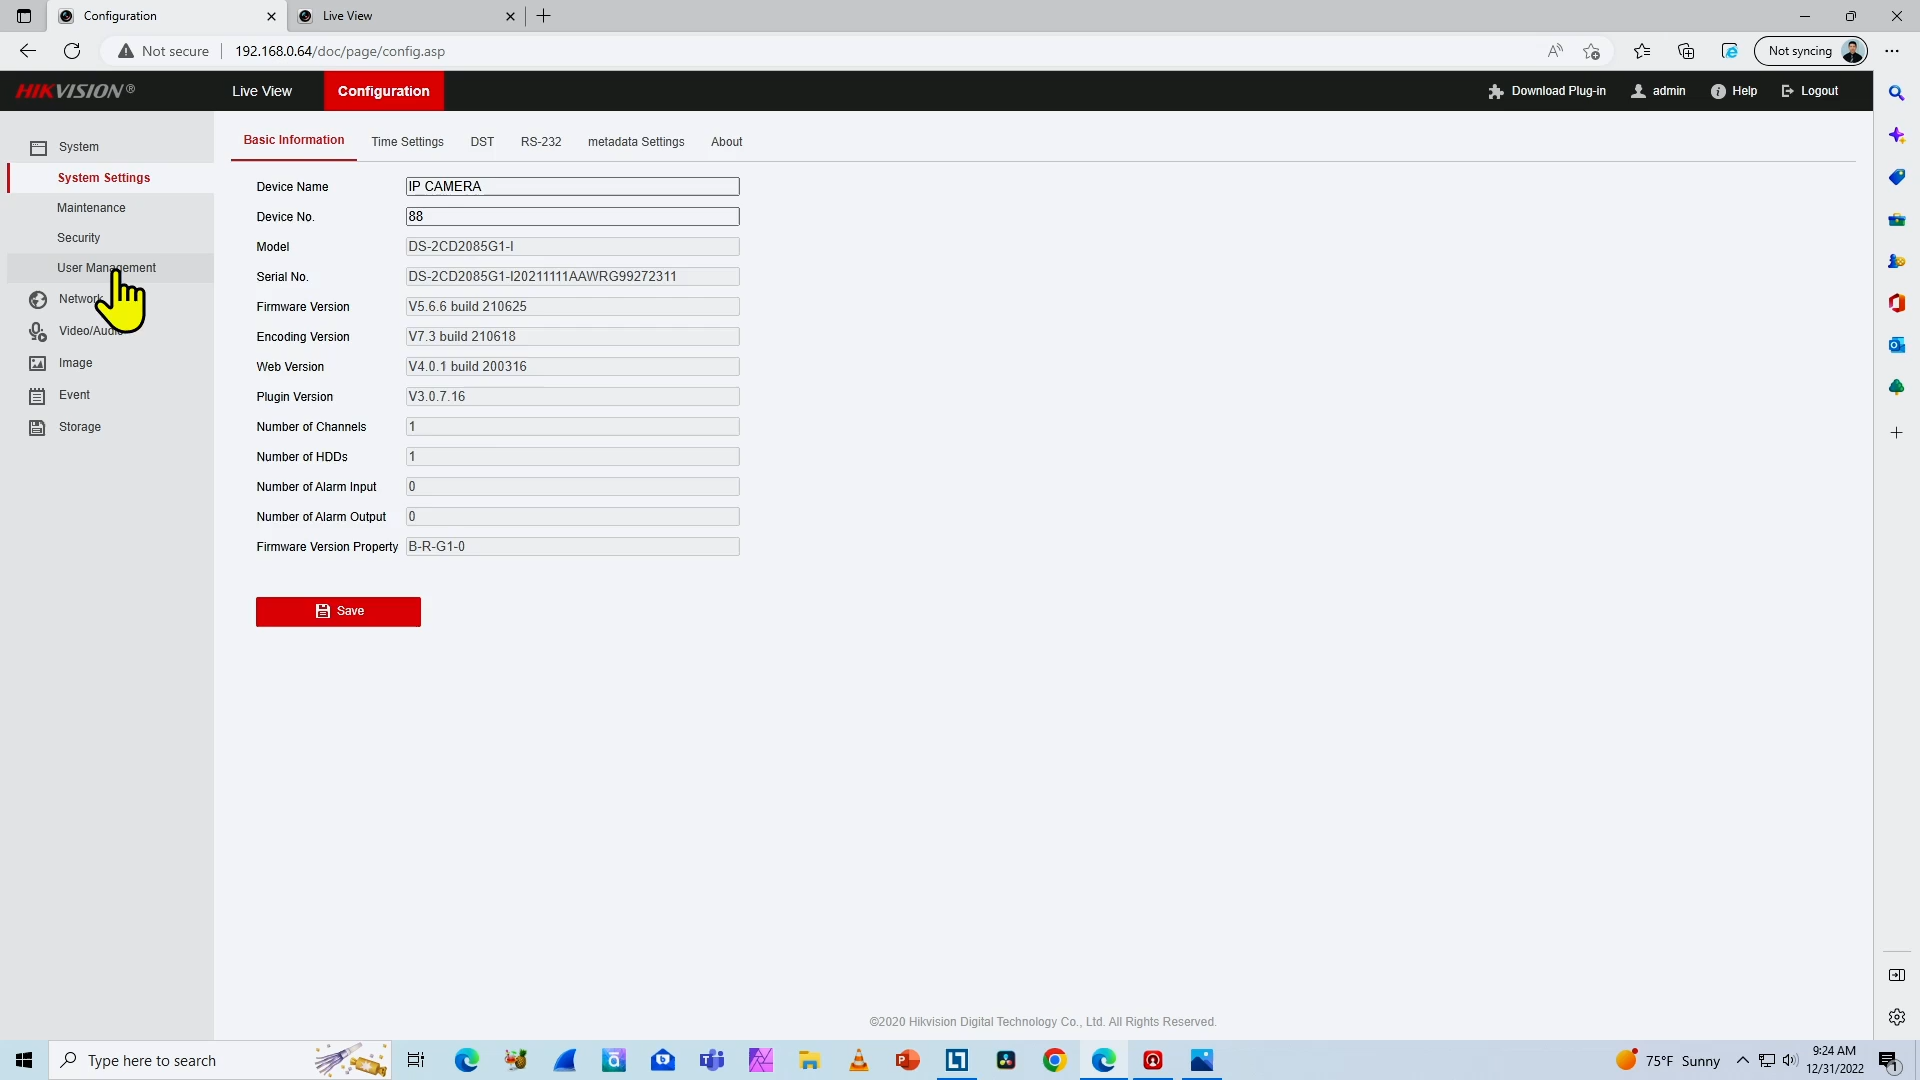 Configuration
Live View
Not secure
192.168.0.64/doc/page/config.asp
Not syncing
HIKVISION®
Live View
Configuration
Download Plug-in
admin
Help
Logout
System
System Settings
Maintenance
Security
User Management
Network
Video/Audio
Image
Event
Storage
Basic Information
Time Settings
DST
RS-232
metadata Settings
About
Device Name IP CAMERA
Device No. 88
Model DS-2CD2085G1-I
Serial No. DS-2CD2085G1-I20211111AAWRG99272311
Firmware Version V5.6.6 build 210625
Encoding Version V7.3 build 210618
Web Version V4.0.1 build 200316
Plugin Version V3.0.7.16
Number of Channels 1
Number of HDDs 1
Number of Alarm Input 0
Number of Alarm Output 0
Firmware Version Property B-R-G1-0
Save
©2020 Hikvision Digital Technology Co., Ltd. All Rights Reserved.
Type here to search
75°F Sunny
9:24 AM
12/31/2022
1